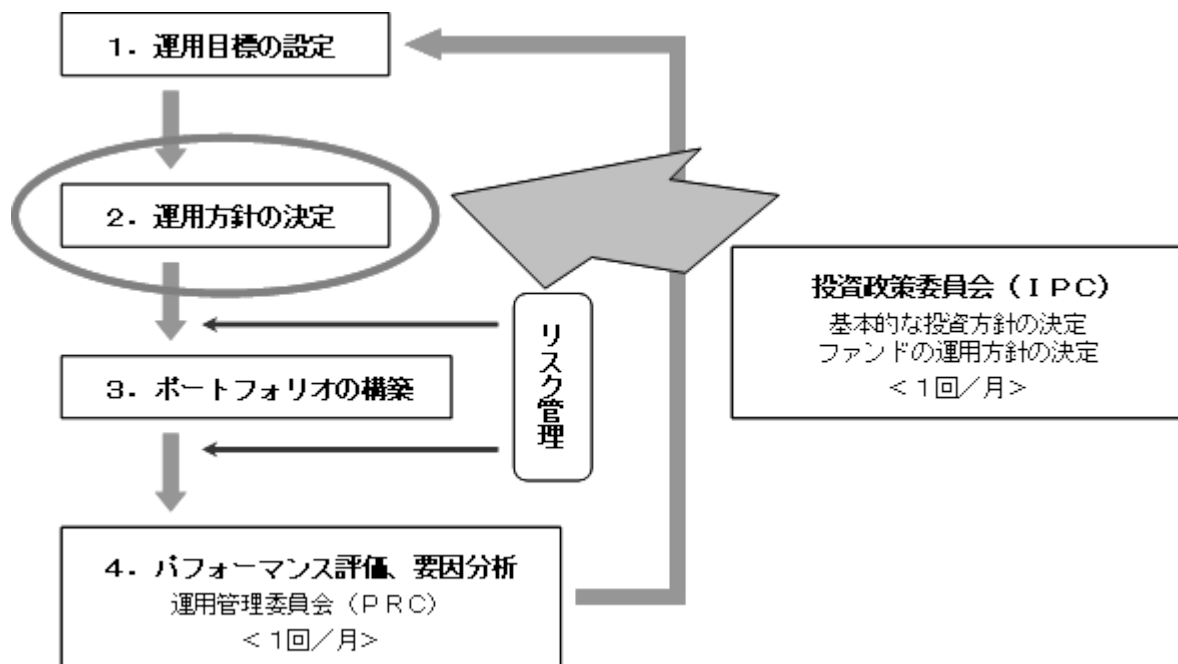 １．運用目標の設定
２．運用方針の決定
投資政策委員会（ＩＰＣ）
基本的な投資方針の決定
ファンドの運用方針の決定
＜１回／月＞
リスク管理
３．ポートフォリオの構築
４．パフォーマンス評価、要因分析
運用管理委員会（ＰＲＣ）
＜１回／月＞